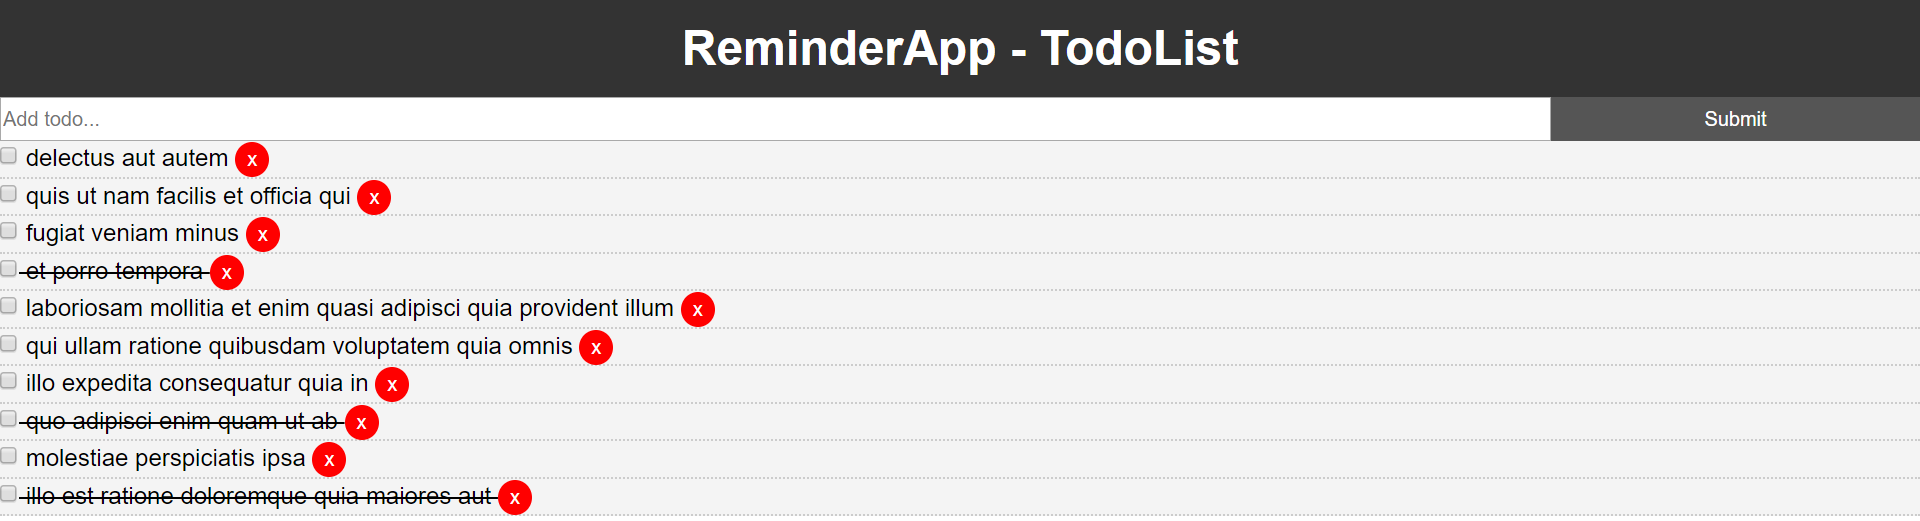 ReminderApp - TodoList
Add todo... Submit
delectus aut autem x
quis ut nam facilis et officia qui x
fugiat veniam minus x
et porro tempora x
laboriosam mollitia et enim quasi adipisci quia provident illum x
qui ullam ratione quibusdam voluptatem quia omnis x
illo expedita consequatur quia in x
quo adipisci enim quam ut ab x
molestiae perspiciatis ipsa x
illo est ratione doloremque quia maiores aut x